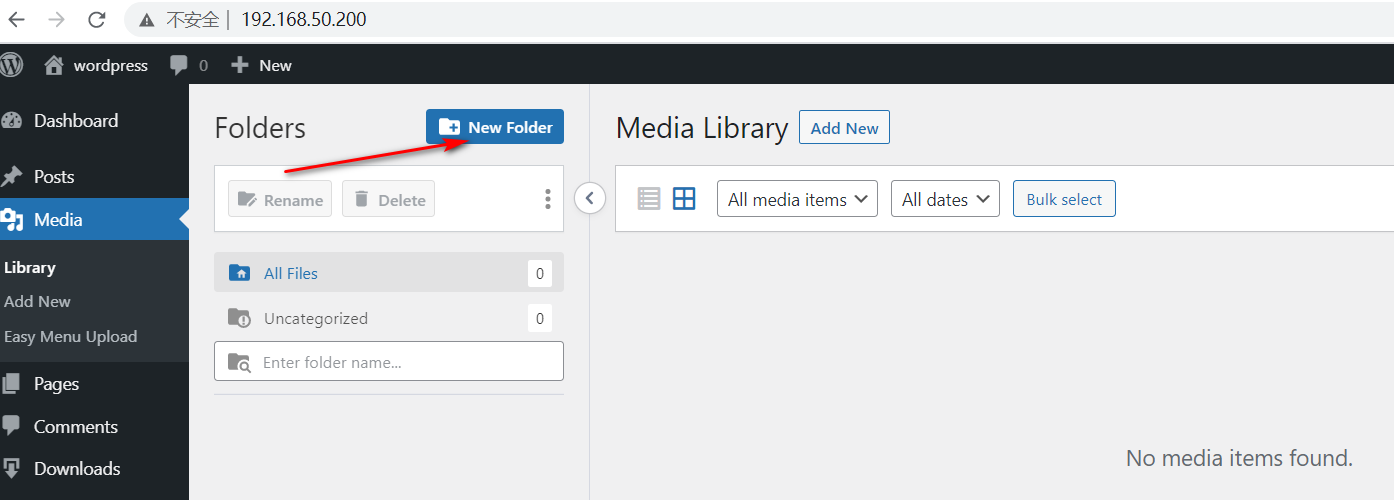 不安全 | 192.168.50.200
wordpress 0 New
Dashboard
Posts
Media
Library
Add New
Easy Menu Upload
Pages
Comments
Downloads
Folders New Folder
Rename Delete
All Files 0
Uncategorized 0
Enter folder name...
Media Library Add New
All media items All dates Bulk select
No media items found.